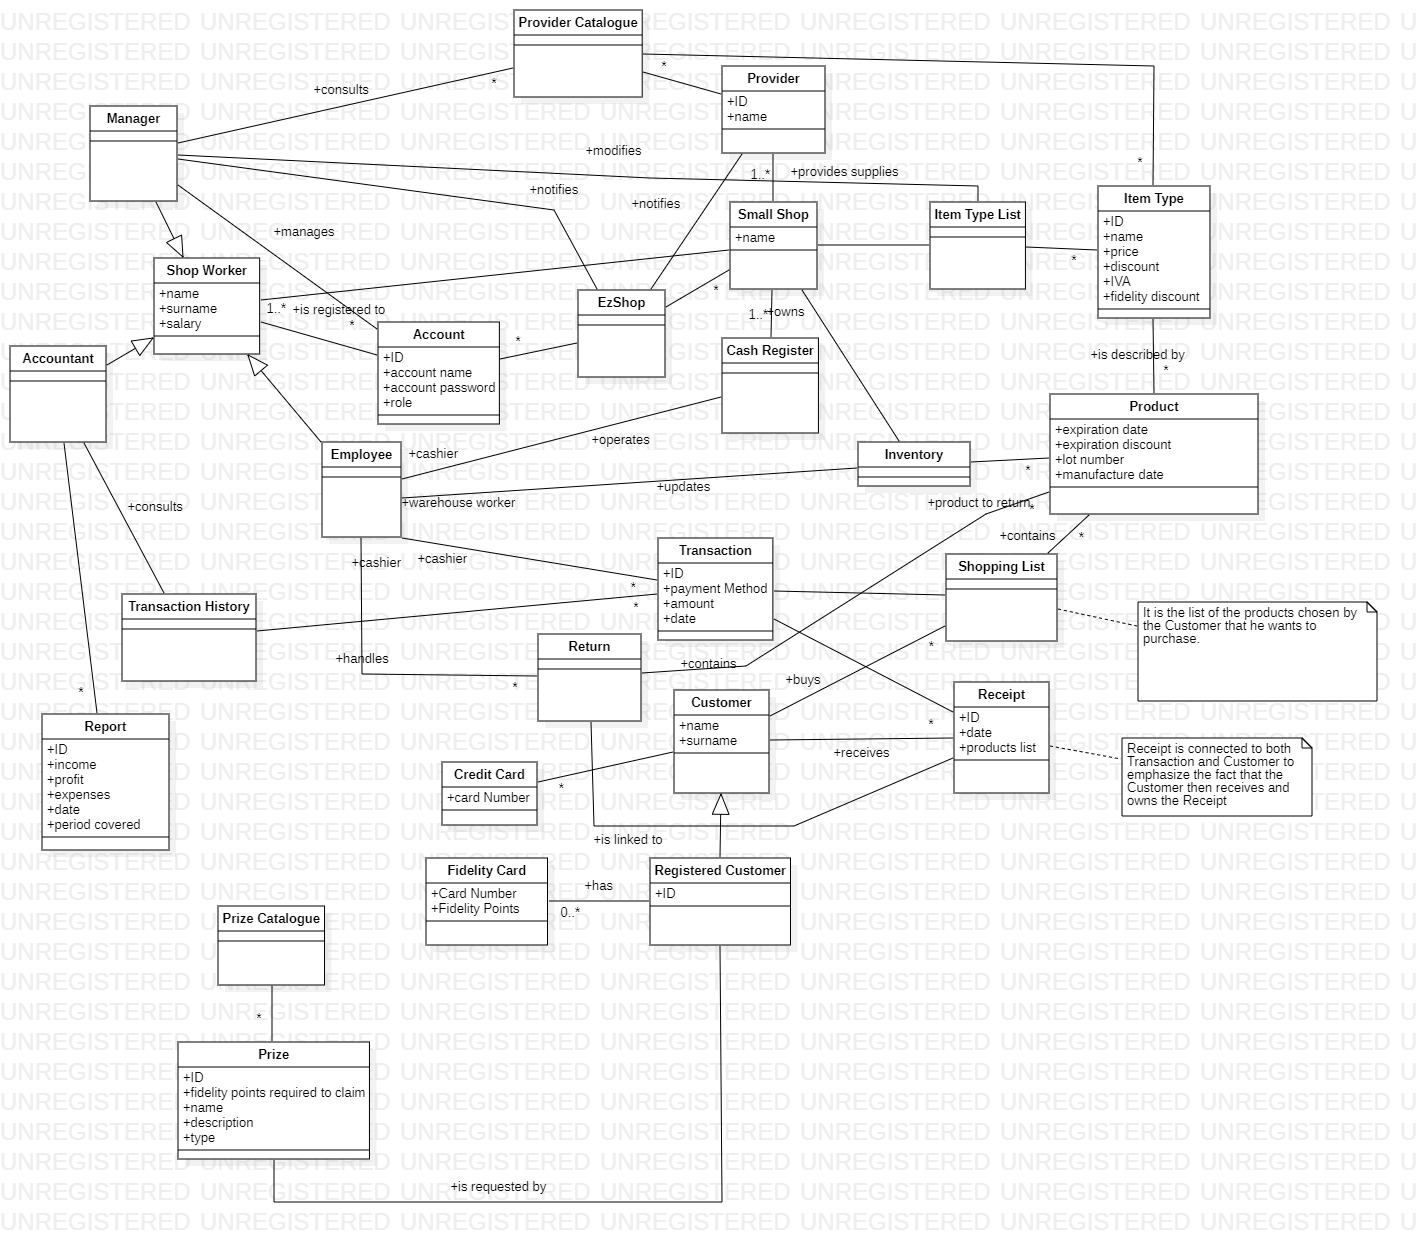 Provider Catalogue
*
+consults
*
Provider
+ID
+name
Manager
+modifies
*
1..*
+provides supplies
+notifies
+notifies
Item Type
+ID
+name
+price
+discount
+IVA
+fidelity discount
Small Shop
+name
Item Type List
*
+manages
Shop Worker
+name
+surname
+salary
1..*
+is registered to
*
*
EzShop
1..*
+owns
Account
+ID
+account name
+account password
+role
*
Cash Register
Accountant
+is described by
*
Product
+expiration date
+expiration discount
+lot number
+manufacture date
Employee
+cashier
+operates
Inventory
*
+updates
+warehouse worker
+product to return
*
+consults
+contains
*
+cashier
+cashier
*
*
Transaction
+ID
+payment Method
+amount
+date
Shopping List
Transaction History
It is the list of the products chosen by
the Customer that he wants to
purchase.
Return
+handles
*
+contains
*
+buys
*
Customer
+name
+surname
Receipt
+ID
+date
+products list
*
+receives
Report
+ID
+income
+profit
+expenses
+date
+period covered
Receipt is connected to both
Transaction and Customer to
emphasize the fact that the
Customer then receives and
owns the Receipt
Credit Card
+card Number
*
+is linked to
Fidelity Card
+Card Number
+Fidelity Points
+has
0..*
Registered Customer
+ID
Prize Catalogue
*
Prize
+ID
+fidelity points required to claim
+name
+description
+type
+is requested by